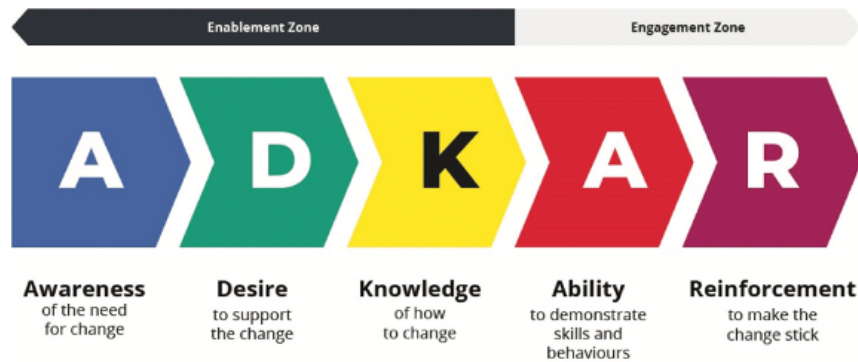 Enablement Zone
Engagement Zone
A
D
K
A
R
Awareness
of the need
for change
Desire
to support
the change
Knowledge
of how
to change
Ability
to demonstrate
skills and
behaviours
Reinforcement
to make the
change stick